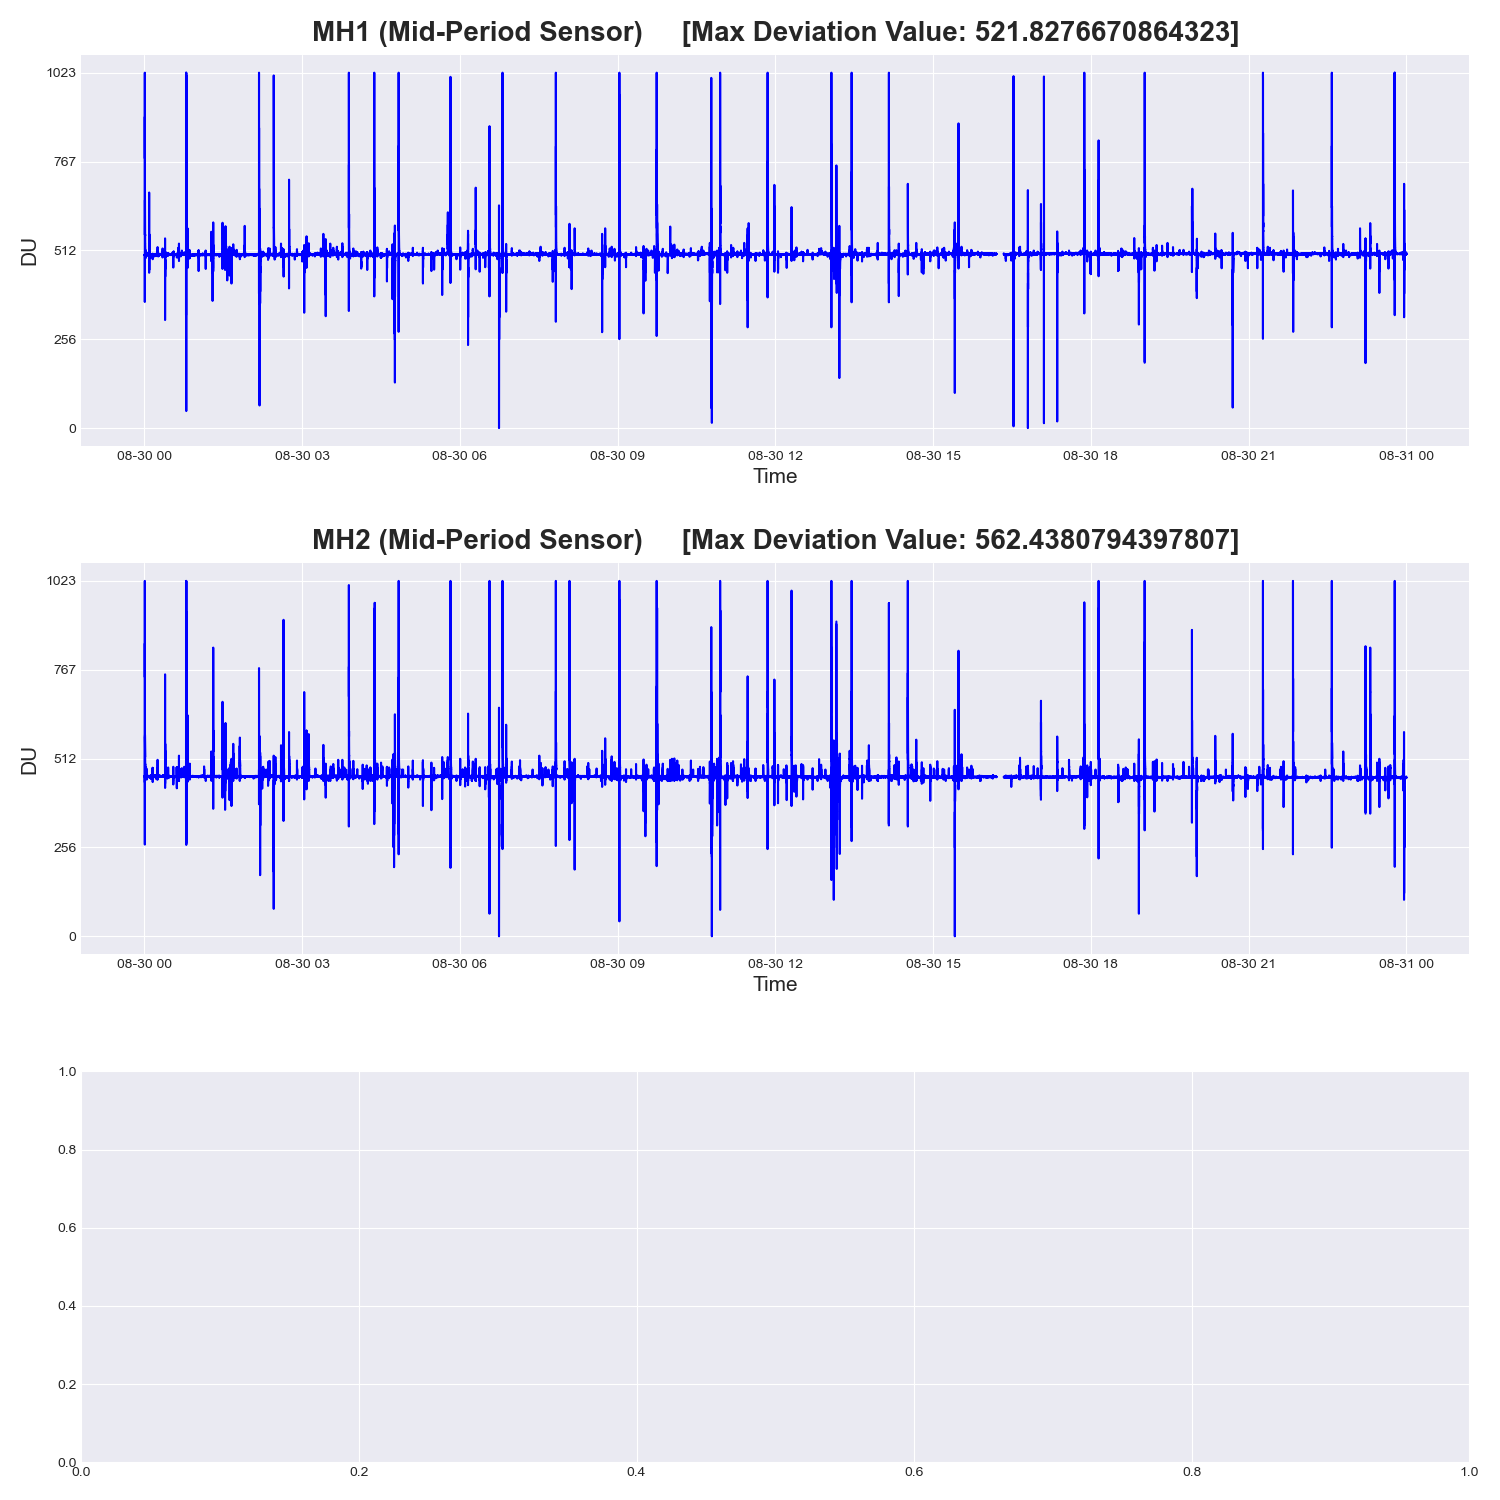 MH1 (Mid-Period Sensor) [Max Deviation Value: 521.8276670864323]
1023
767
512
256
0
DU
08-30 00 08-30 03 08-30 06 08-30 09 08-30 12 08-30 15 08-30 18 08-30 21 08-31 00
Time
MH2 (Mid-Period Sensor) [Max Deviation Value: 562.4380794397807]
1023
767
512
256
0
DU
08-30 00 08-30 03 08-30 06 08-30 09 08-30 12 08-30 15 08-30 18 08-30 21 08-31 00
Time
1.0
0.8
0.6
0.4
0.2
0.0
0.0 0.2 0.4 0.6 0.8 1.0